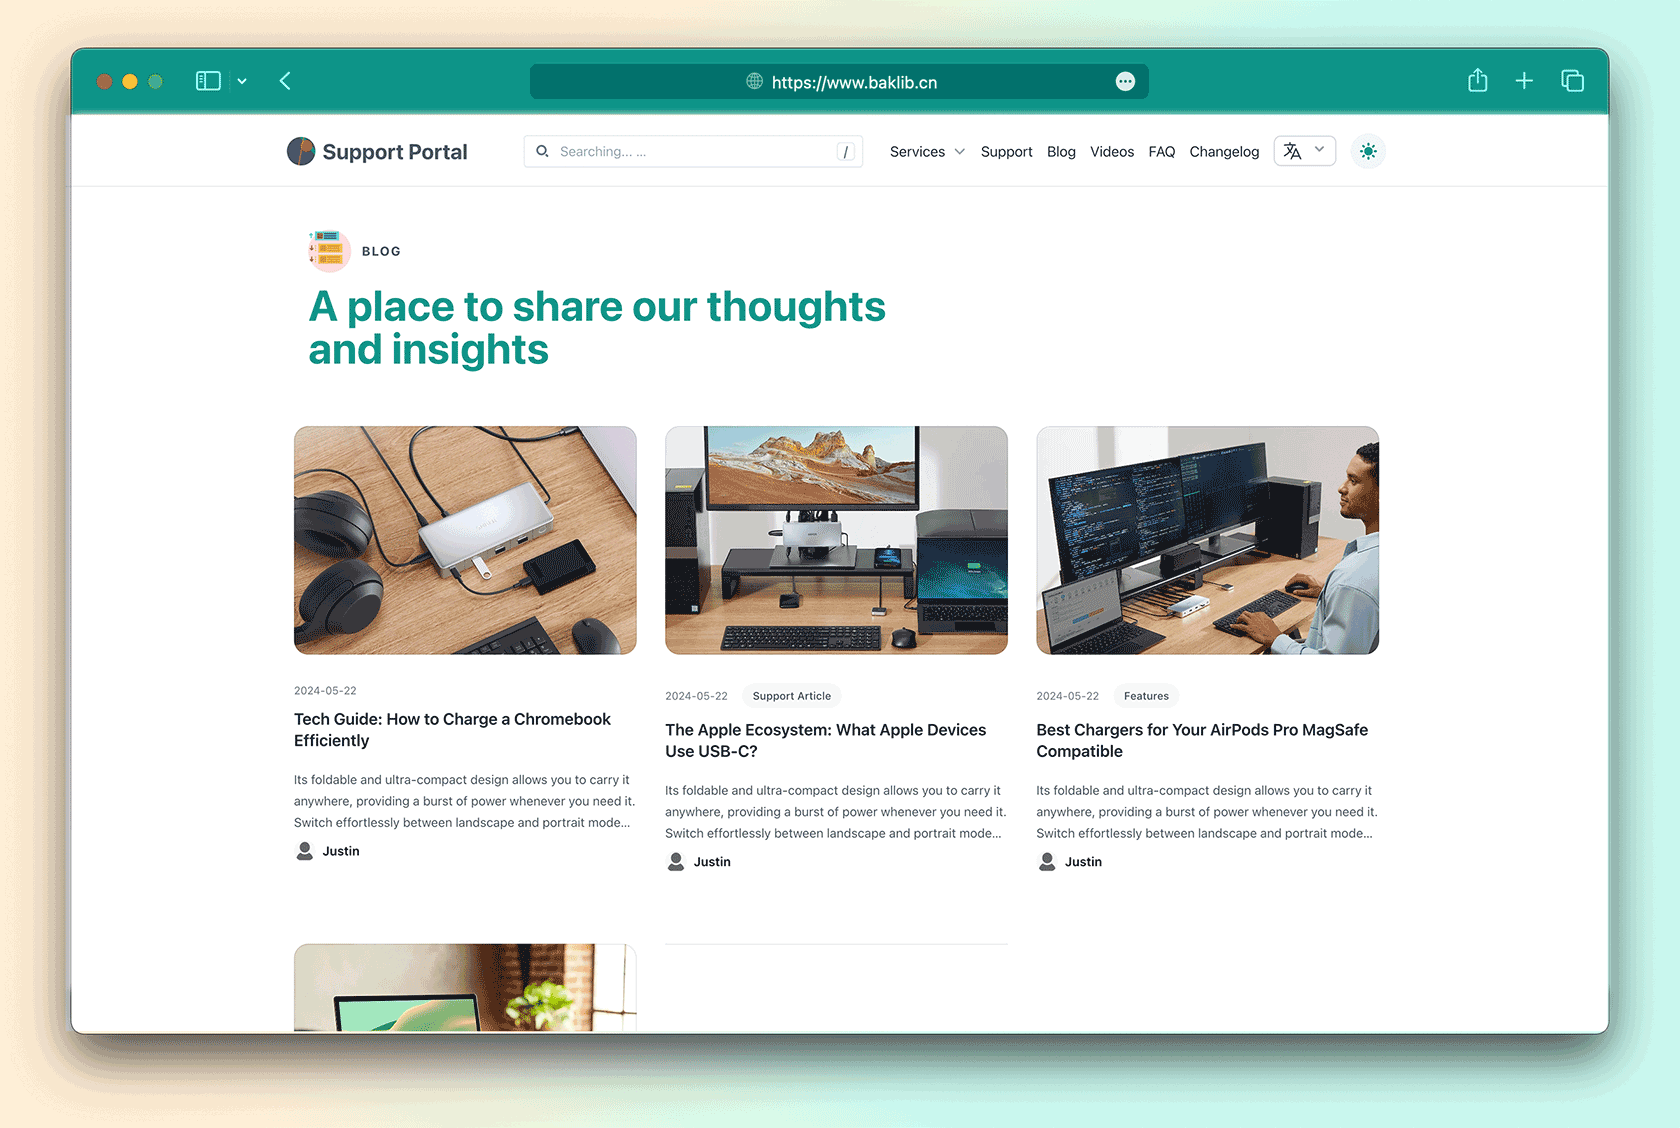 https://www.baklib.cn
Support Portal
Searching... ...
/
Services
Support
Blog
Videos
FAQ
Changelog
BLOG
A place to share our thoughts
and insights
2024-05-22
Tech Guide: How to Charge a Chromebook
Efficiently
Its foldable and ultra-compact design allows you to carry it
anywhere, providing a burst of power whenever you need it.
Switch effortlessly between landscape and portrait mode...
Justin
2024-05-22
Support Article
The Apple Ecosystem: What Apple Devices
Use USB-C?
Its foldable and ultra-compact design allows you to carry it
anywhere, providing a burst of power whenever you need it.
Switch effortlessly between landscape and portrait mode...
Justin
2024-05-22
Features
Best Chargers for Your AirPods Pro MagSafe
Compatible
Its foldable and ultra-compact design allows you to carry it
anywhere, providing a burst of power whenever you need it.
Switch effortlessly between landscape and portrait mode...
Justin